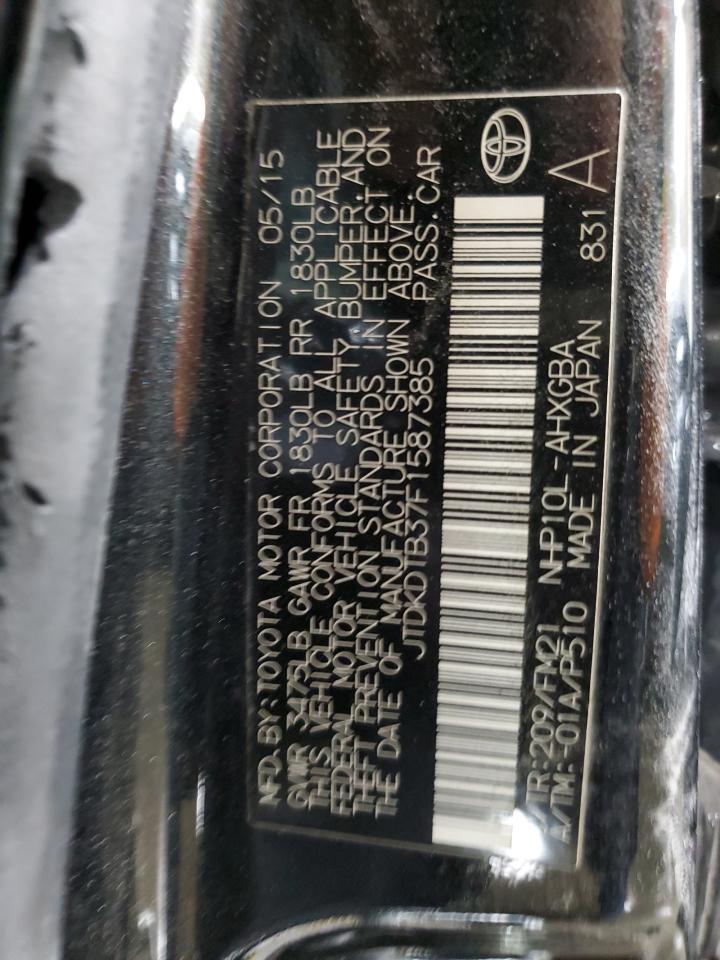 MFD.BY:TOYOTA MOTOR CORPORATION 05/15
GVWR 3475LB GAWR FR 1830LB RR 1830LB
THIS VEHICLE CONFORMS TO ALL APPLICABLE
FEDERAL MOTOR VEHICLE SAFETY, BUMPER, AND
THEFT PREVENTION STANDARDS IN EFFECT ON
THE DATE OF MANUFACTURE SHOWN ABOVE.
JTDKDTB37F1587385 PASS.CAR
/TR:209/FM21 NHP10L-AHXGBA
A/TM:-01A/P510 MADE IN JAPAN 831 A